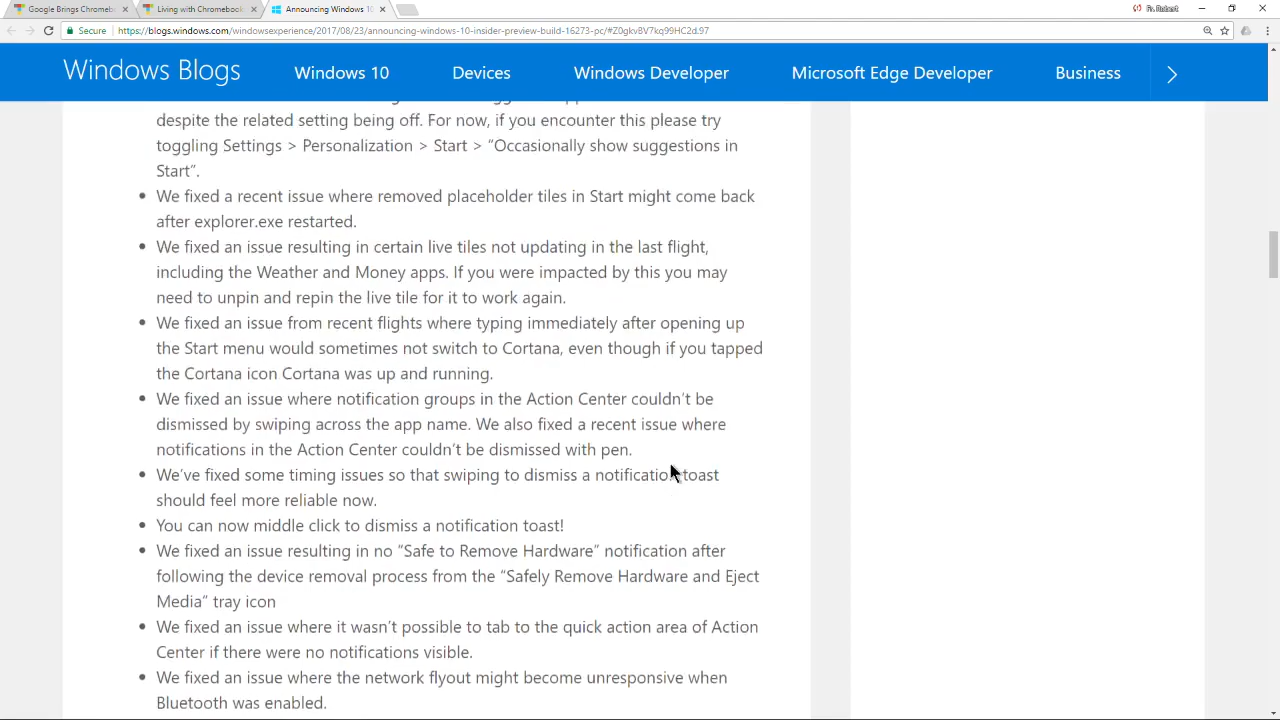 Google Brings Chromeb
Living with Chromebook
Announcing Windows 10
Fr. Robert
Secure
https://blogs.windows.com/windowsexperience/2017/08/23/announcing-windows-10-insider-preview-build-16273-pc/#Z0gkvBV7kq99HC2d.97
Windows Blogs
Windows 10
Devices
Windows Developer
Microsoft Edge Developer
Business
despite the related setting being off. For now, if you encounter this please try
toggling Settings > Personalization > Start > “Occasionally show suggestions in
Start”.
We fixed a recent issue where removed placeholder tiles in Start might come back
after explorer.exe restarted.
We fixed an issue resulting in certain live tiles not updating in the last flight,
including the Weather and Money apps. If you were impacted by this you may
need to unpin and repin the live tile for it to work again.
We fixed an issue from recent flights where typing immediately after opening up
the Start menu would sometimes not switch to Cortana, even though if you tapped
the Cortana icon Cortana was up and running.
We fixed an issue where notification groups in the Action Center couldn’t be
dismissed by swiping across the app name. We also fixed a recent issue where
notifications in the Action Center couldn’t be dismissed with pen.
We’ve fixed some timing issues so that swiping to dismiss a notification toast
should feel more reliable now.
You can now middle click to dismiss a notification toast!
We fixed an issue resulting in no “Safe to Remove Hardware” notification after
following the device removal process from the “Safely Remove Hardware and Eject
Media” tray icon
We fixed an issue where it wasn’t possible to tab to the quick action area of Action
Center if there were no notifications visible.
We fixed an issue where the network flyout might become unresponsive when
Bluetooth was enabled.